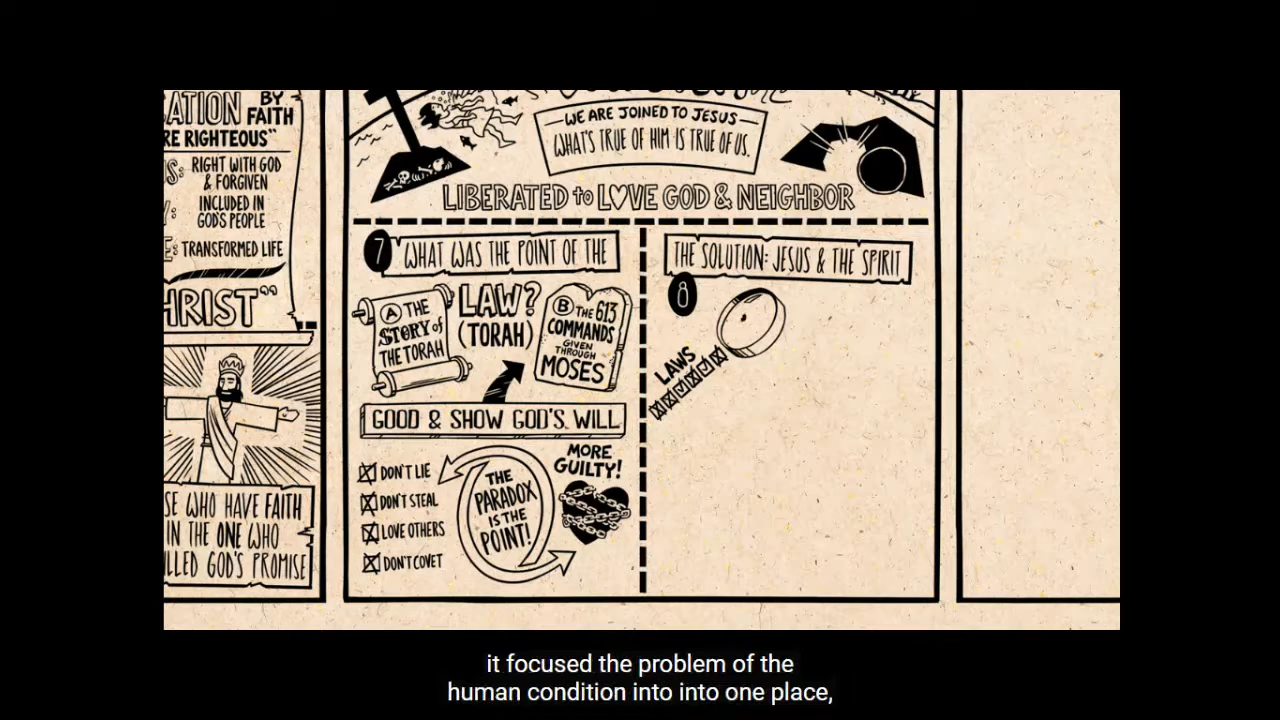 ATION BY
FAITH
RE RIGHTEOUS"
RIGHT WITH GOD
& FORGIVEN
INCLUDED IN
GOD'S PEOPLE
TRANSFORMED LIFE
HRIST"
SE WHO HAVE FAITH
IN THE ONE WHO
LLED GOD'S PROMISE
WE ARE JOINED TO JESUS
WHAT'S TRUE OF HIM IS TRUE OF US.
LIBERATED to LOVE GOD & NEIGHBOR
7 WHAT WAS THE POINT OF THE
LAW?
(TORAH)
A THE
STORY of
THE TORAH
B THE 613
COMMANDS
GIVEN
THROUGH
MOSES
GOOD & SHOW GOD'S WILL
DON'T LIE
DON'T STEAL
LOVE OTHERS
DON'T COVET
THE
PARADOX
IS THE
POINT!
MORE
GUILTY!
THE SOLUTION: JESUS & THE SPIRIT
8
LAWS
it focused the problem of the
human condition into into one place,